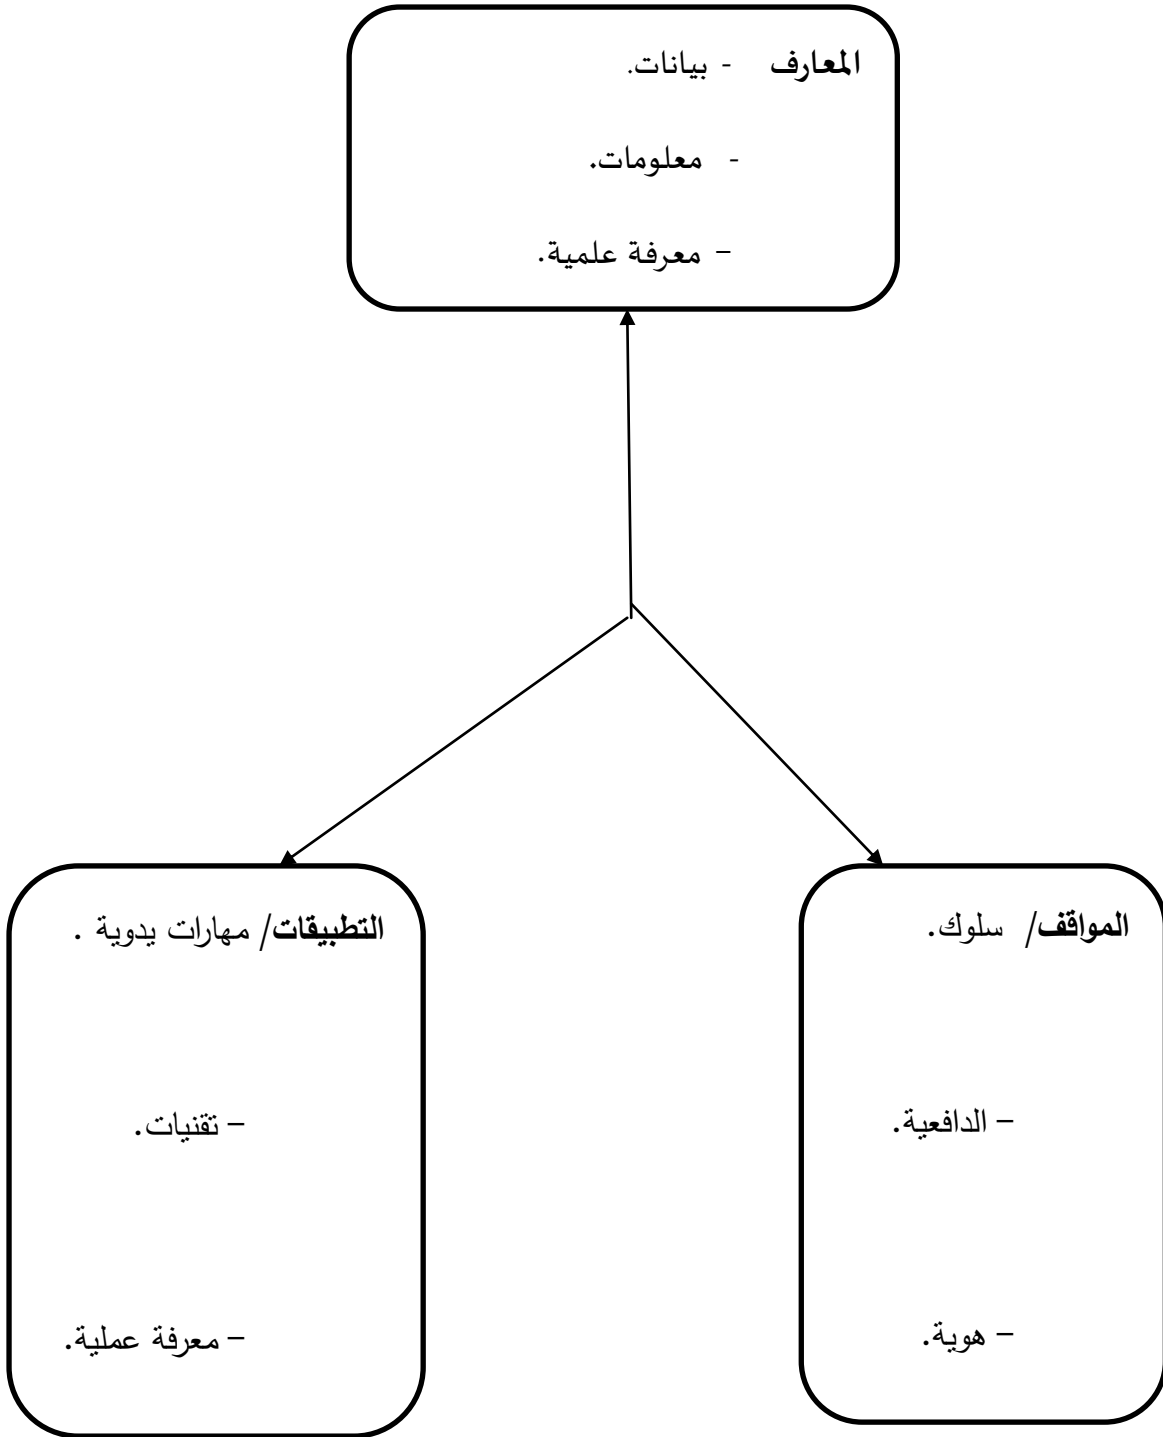 المعارف - بيانات.
- معلومات.
– معرفة علمية.
المواقف/ سلوك.
– الدافعية.
– هوية.
التطبيقات/ مهارات يدوية .
– تقنيات.
– معرفة عملية.